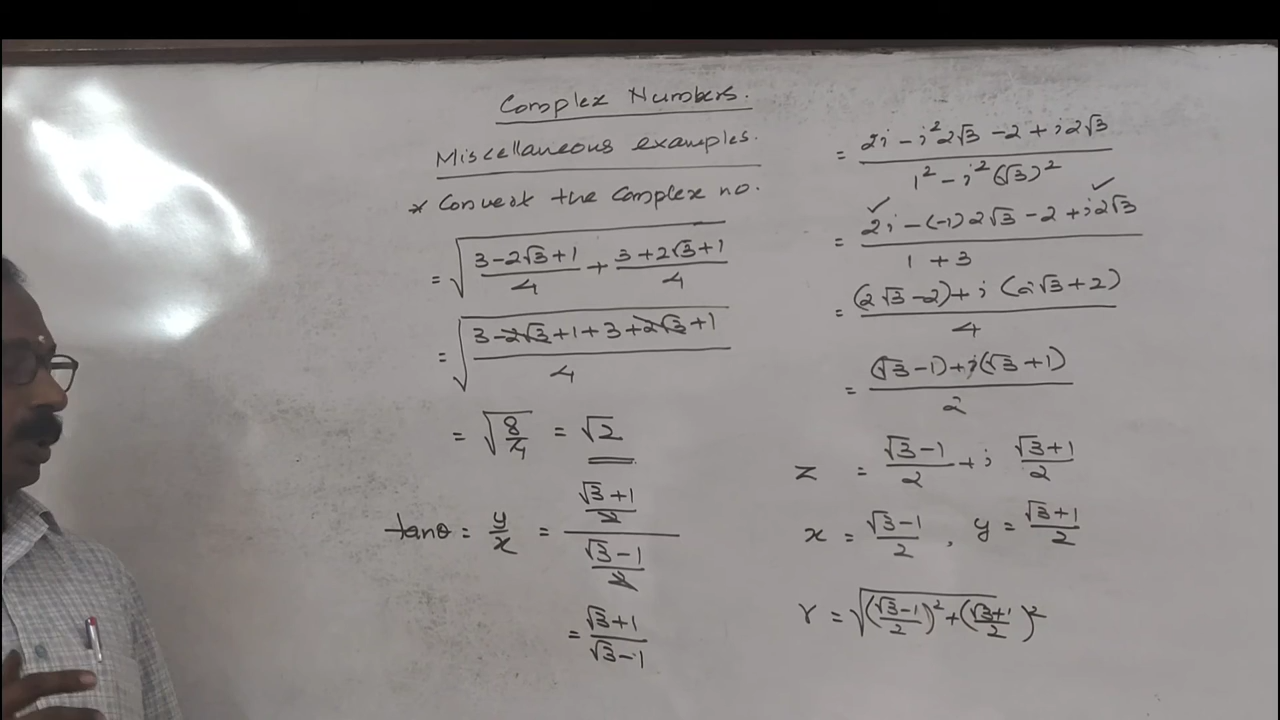 Complex Numbers.
Miscellaneous examples.
* Convert the Complex no.
= √((3-2√3+1)/4 + (3+2√3+1)/4)
= √((3-2√3+1+3+2√3+1)/4)
= √(8/4) = √2
tanθ = y/x = ((√3+1)/2)/((√3-1)/2)
= (√3+1)/(√3-1)
= (2i - i²2√3 - 2 + i2√3)/(1² - i²(√3)²)
= (2i - (-1)2√3 - 2 + i2√3)/(1+3)
= ((2√3-2) + i(2√3+2))/4
= ((√3-1) + i(√3+1))/2
z = (√3-1)/2 + i (√3+1)/2
x = (√3-1)/2 , y = (√3+1)/2
r = √(((√3-1)/2)² + ((√3+1)/2)²)